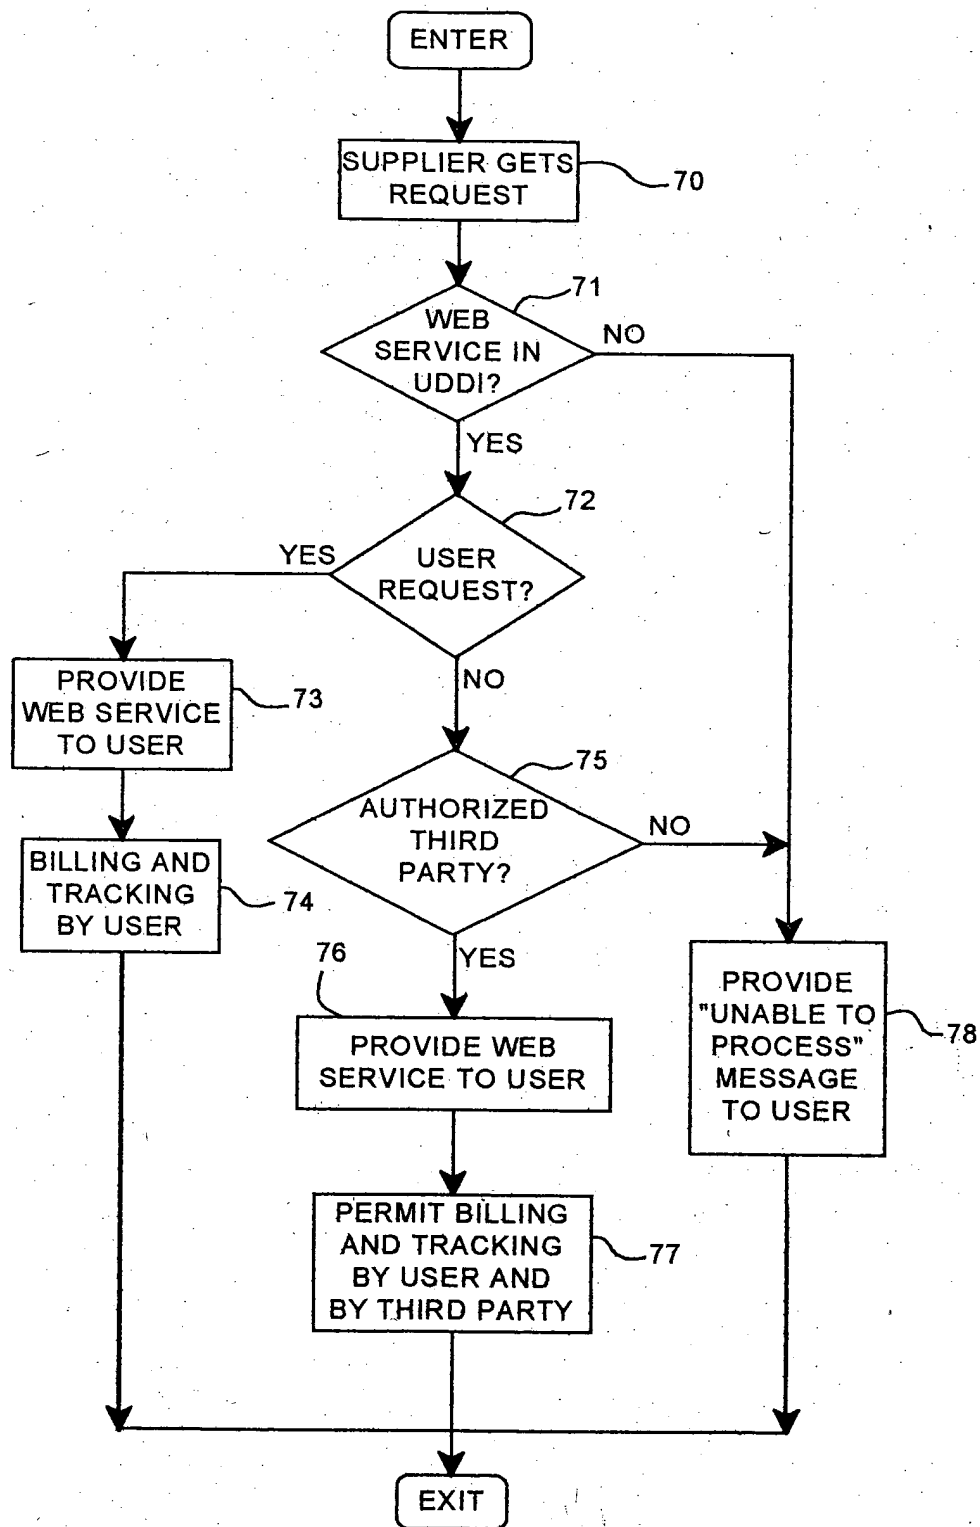 ENTER
SUPPLIER GETS
REQUEST
70
71
WEB
SERVICE IN
UDDI?
NO
YES
72
USER
REQUEST?
YES
NO
PROVIDE
WEB SERVICE
TO USER
73
75
AUTHORIZED
THIRD
PARTY?
NO
BILLING AND
TRACKING
BY USER
74
YES
76
PROVIDE WEB
SERVICE TO USER
PROVIDE
"UNABLE TO
PROCESS"
MESSAGE
TO USER
78
PERMIT BILLING
AND TRACKING
BY USER AND
BY THIRD PARTY
77
EXIT